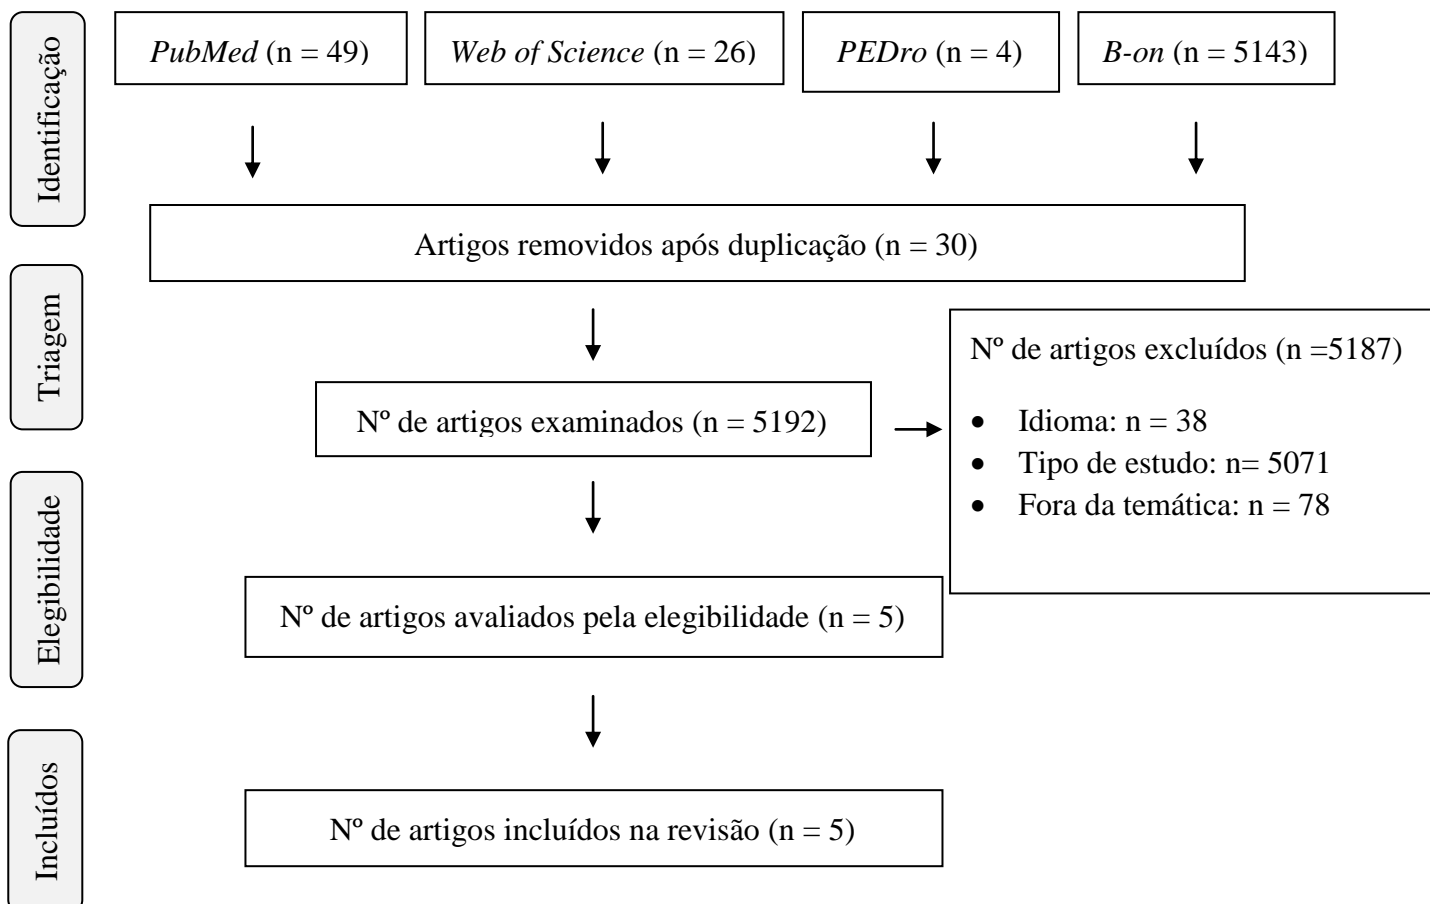 Identificação
PubMed (n = 49)
Web of Science (n = 26)
PEDro (n = 4)
B-on (n = 5143)
Artigos removidos após duplicação (n = 30)
Triagem
Nº de artigos examinados (n = 5192)
Nº de artigos excluídos (n =5187)
• Idioma: n = 38
• Tipo de estudo: n= 5071
• Fora da temática: n = 78
Elegibilidade
Nº de artigos avaliados pela elegibilidade (n = 5)
Incluídos
Nº de artigos incluídos na revisão (n = 5)